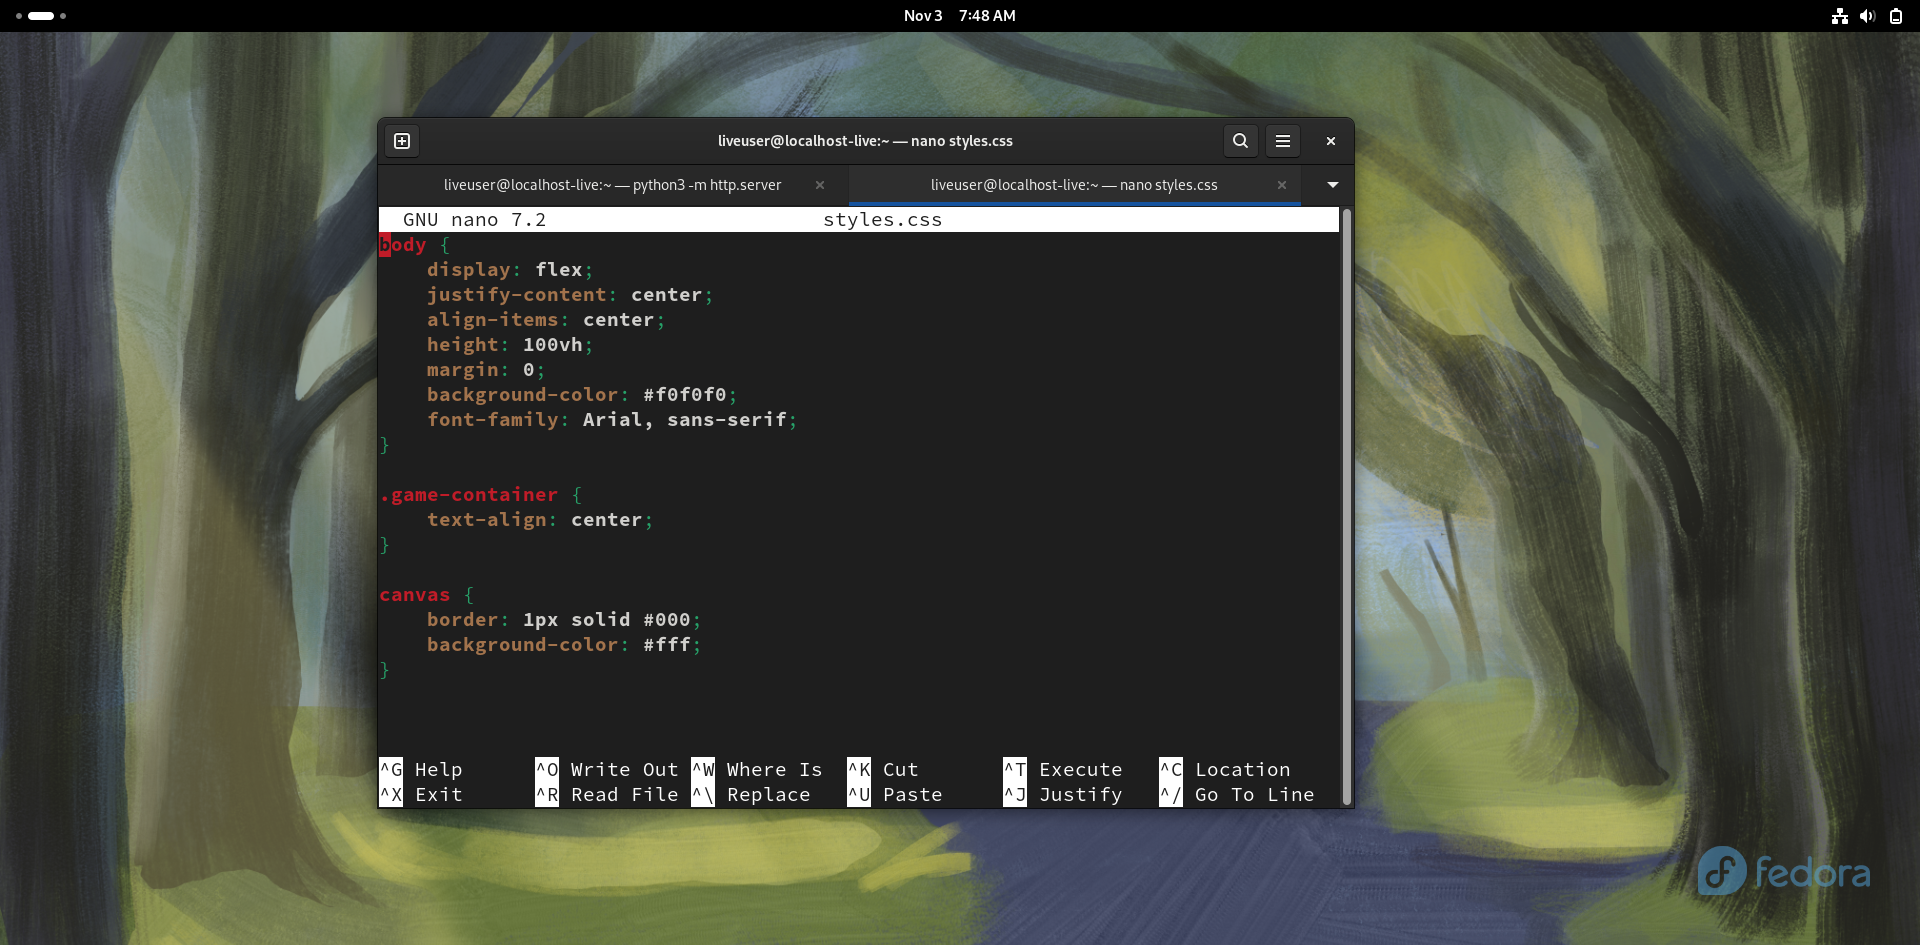 Nov 3 7:48 AM
liveuser@localhost-live:~ — nano styles.css
liveuser@localhost-live:~ — python3 -m http.server
liveuser@localhost-live:~ — nano styles.css
GNU nano 7.2 styles.css
body {
    display: flex;
    justify-content: center;
    align-items: center;
    height: 100vh;
    margin: 0;
    background-color: #f0f0f0;
    font-family: Arial, sans-serif;
}
.game-container {
    text-align: center;
}
canvas {
    border: 1px solid #000;
    background-color: #fff;
}
^G Help ^O Write Out ^W Where Is ^K Cut ^T Execute ^C Location
^X Exit ^R Read File ^\ Replace ^U Paste ^J Justify ^/ Go To Line
fedora